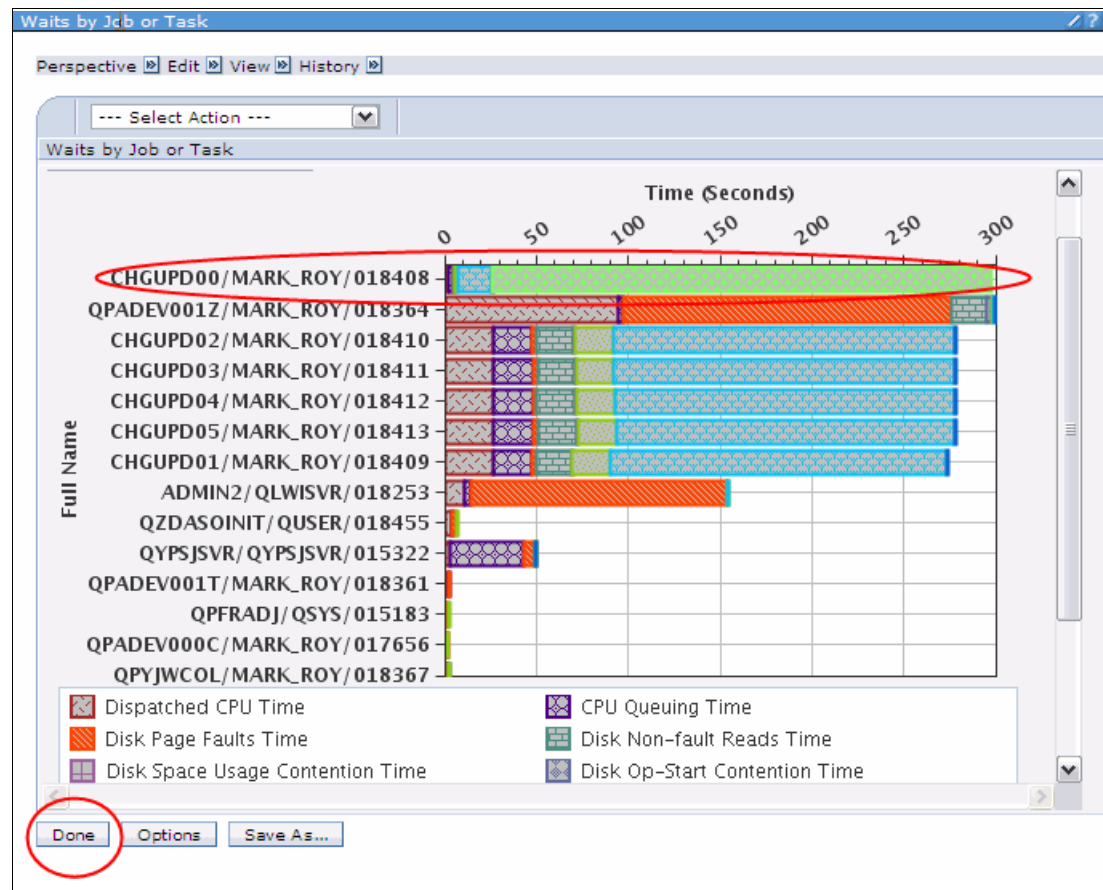 Waits by Job or Task
Perspective Edit View History
--- Select Action ---
Waits by Job or Task
Time (Seconds)
0 50 100 150 200 250 300
Full Name
CHGUPD00/MARK_ROY/018408
QPADEV001Z/MARK_ROY/018364
CHGUPD02/MARK_ROY/018410
CHGUPD03/MARK_ROY/018411
CHGUPD04/MARK_ROY/018412
CHGUPD05/MARK_ROY/018413
CHGUPD01/MARK_ROY/018409
ADMIN2/QLWISVR/018253
QZDASOINIT/QUSER/018455
QYPSJSVR/QYPSJSVR/015322
QPADEV001T/MARK_ROY/018361
QPFRADJ/QSYS/015183
QPADEV000C/MARK_ROY/017656
QPYJWCOL/MARK_ROY/018367
Dispatched CPU Time CPU Queuing Time
Disk Page Faults Time Disk Non-fault Reads Time
Disk Space Usage Contention Time Disk Op-Start Contention Time
Done Options Save As...